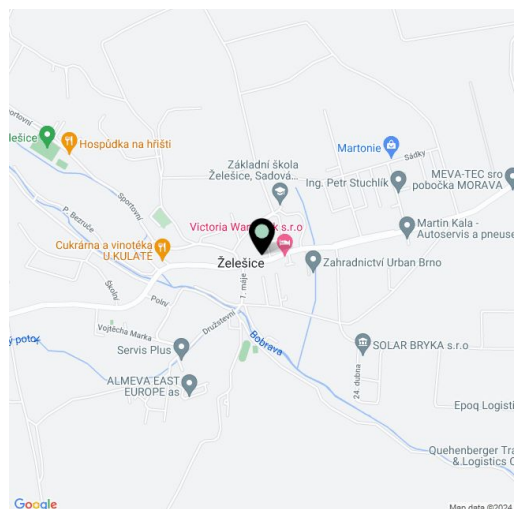 Sportovní
lešice
Hospůdka na hřišti
P. Bezruče
Sportovní
Martonie
Sádky
Základní škola
Želešice, Sadová...
Ing. Petr Stuchlík
MEVA-TEC sro
pobočka MORAVA
Victoria War k s.r.o
Martin Kala -
Autoservis a pneuse
Cukrárna a vinotéka
U KULATÉ
Želešice
Zahradnictví Urban Brno
Školní
Polní
7. máje
Družstevní
Vojtěcha Marka
ý potok
Servis Plus
Bobrava
SOLAR BRYKA s.r.o
ALMEVA EAST
EUROPE as
24. dubna
Epoq Logisti
Quehenberger Tra
& Logistics C
Google
Map data ©2024